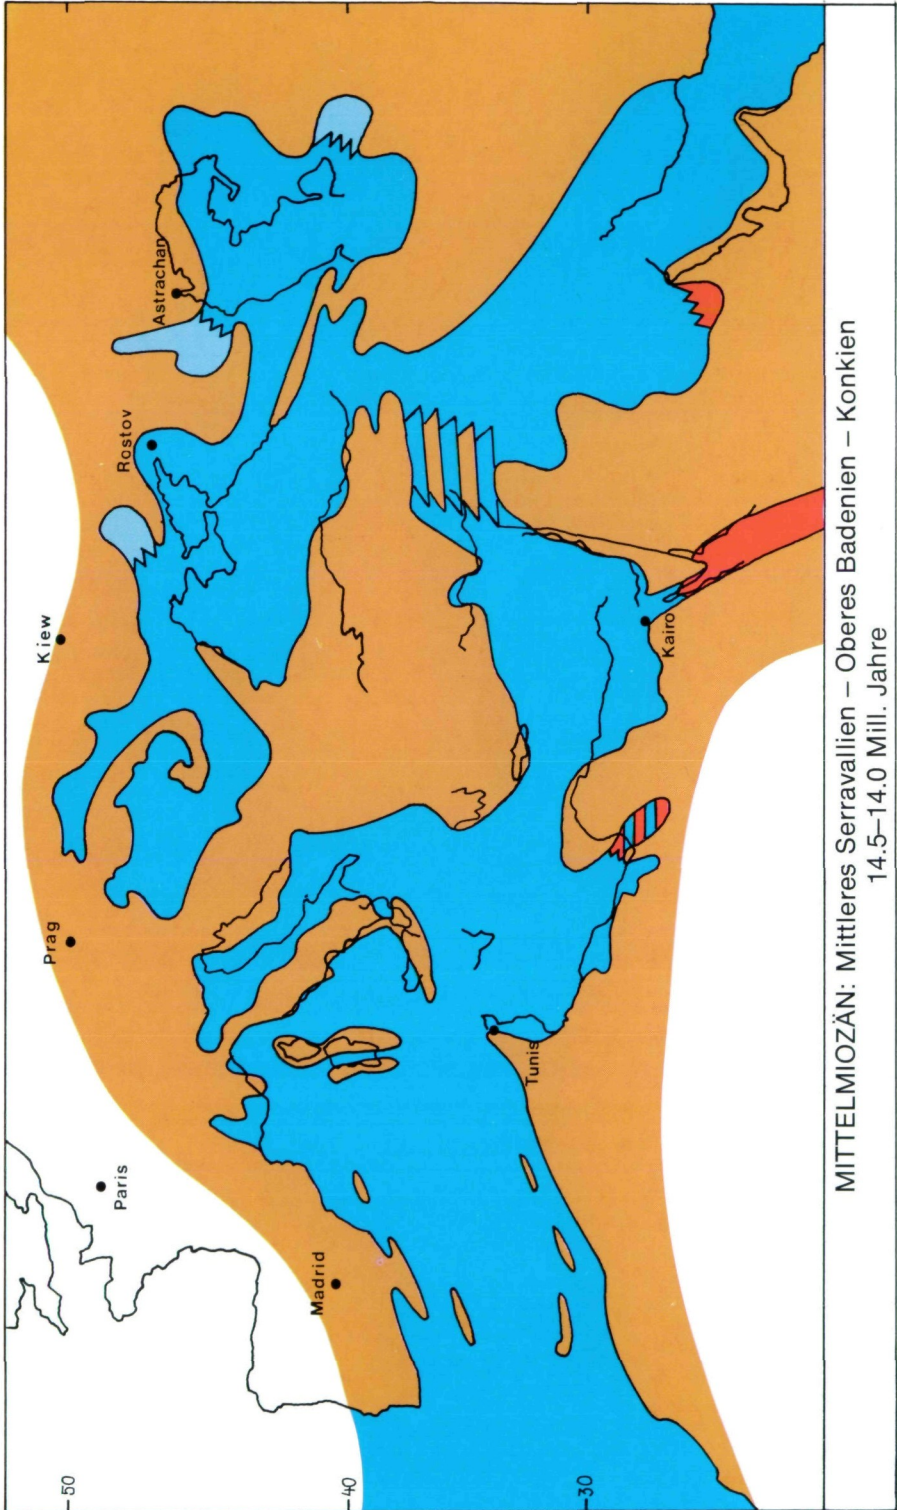 50
40
30
Paris
Madrid
Prag
Kiew
Rostov
Astrachan
Tunis
Kairo
MITTELMIOZÄN: Mittleres Serravallien – Oberes Badenien – Konkien
14.5–14.0 Mill. Jahre